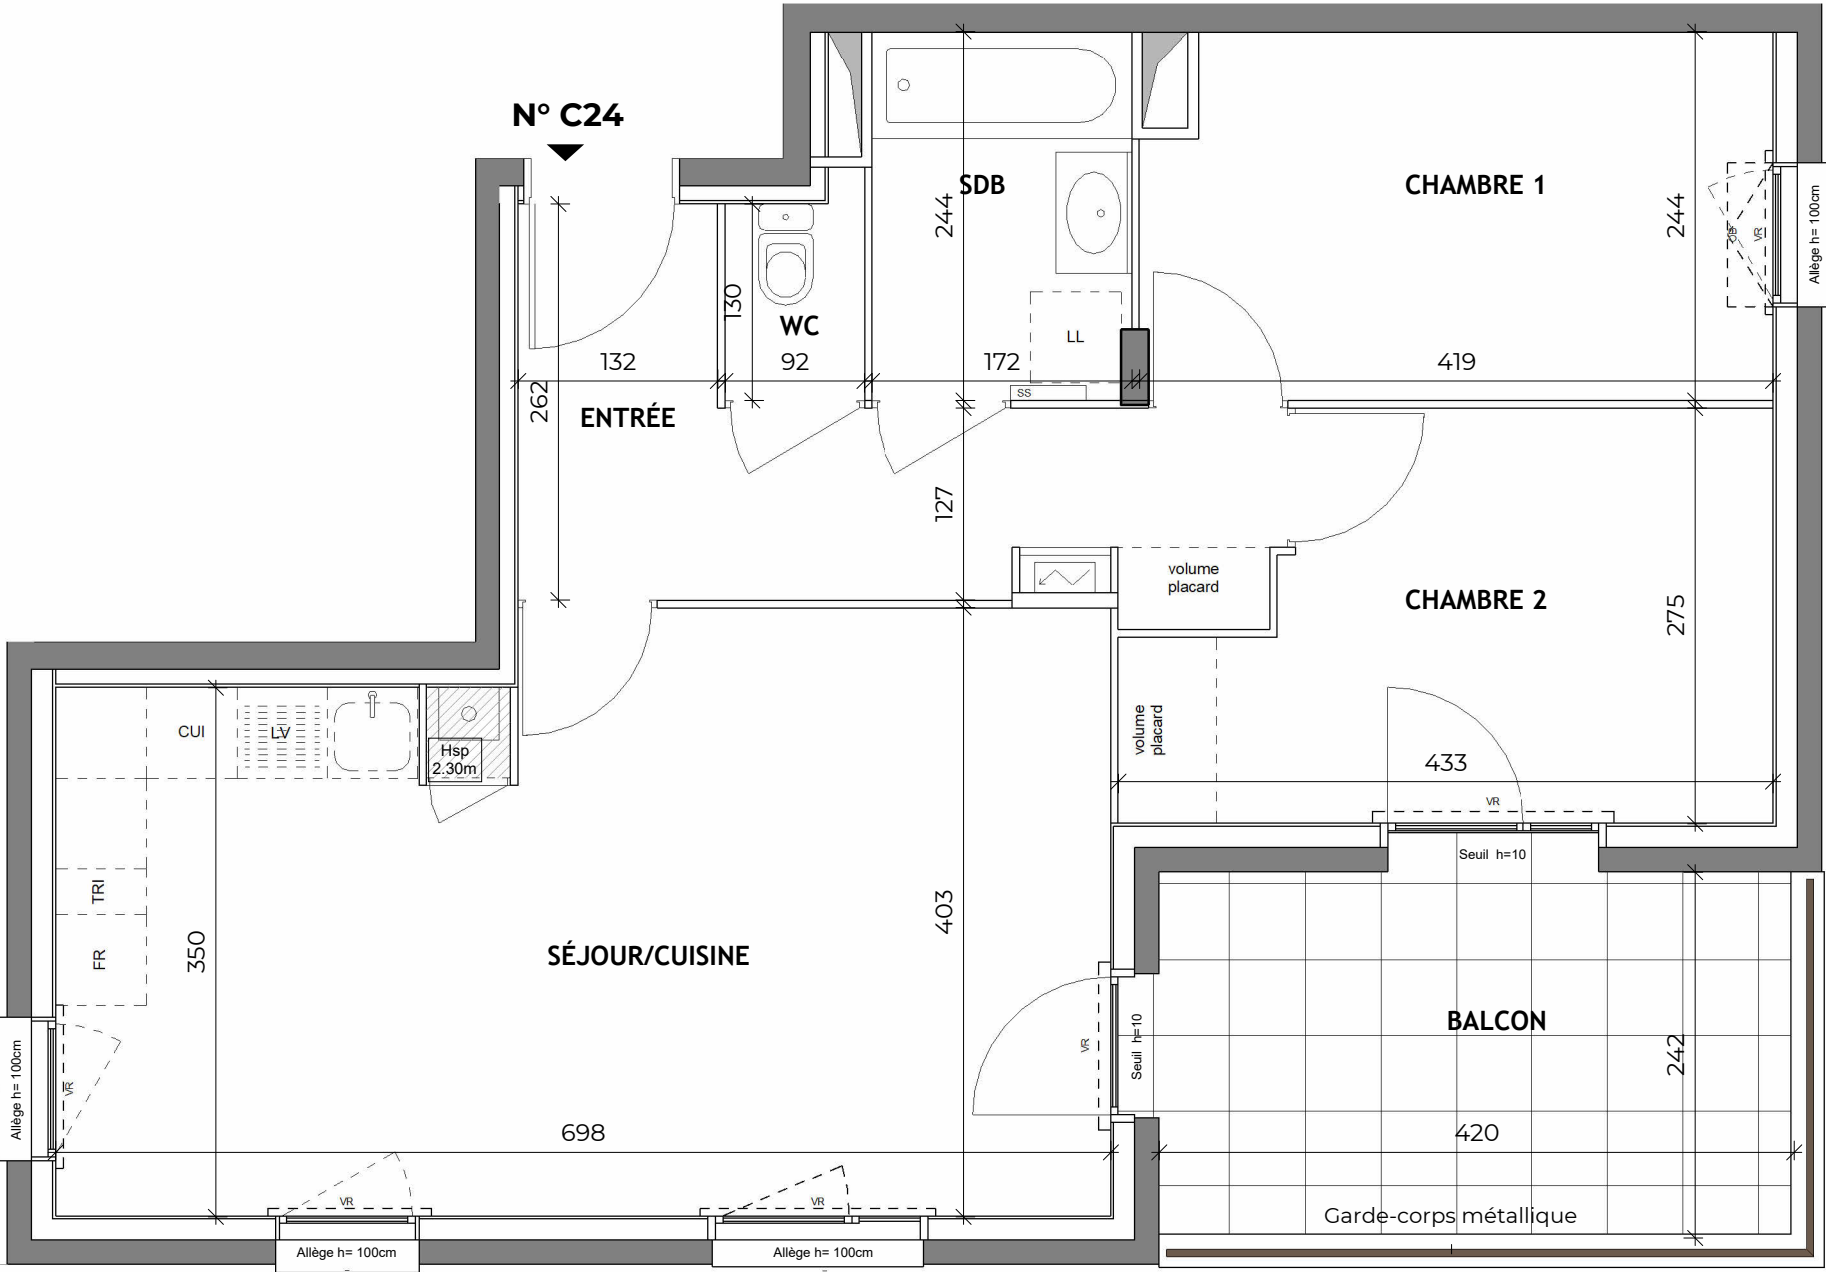 N° C24
SDB
CHAMBRE 1
244
244
OB
VR
Allège h= 100cm
130
WC
LL
132
92
172
419
262
SS
ENTRÉE
127
volume
placard
CHAMBRE 2
275
CUI
LV
Hsp
2.30m
volume
placard
433
VR
Seuil h=10
TRI
FR
350
403
SÉJOUR/CUISINE
BALCON
VR
Seuil h=10
242
Allège h= 100cm
VR
698
420
VR
VR
Garde-corps métallique
Allège h= 100cm
Allège h= 100cm